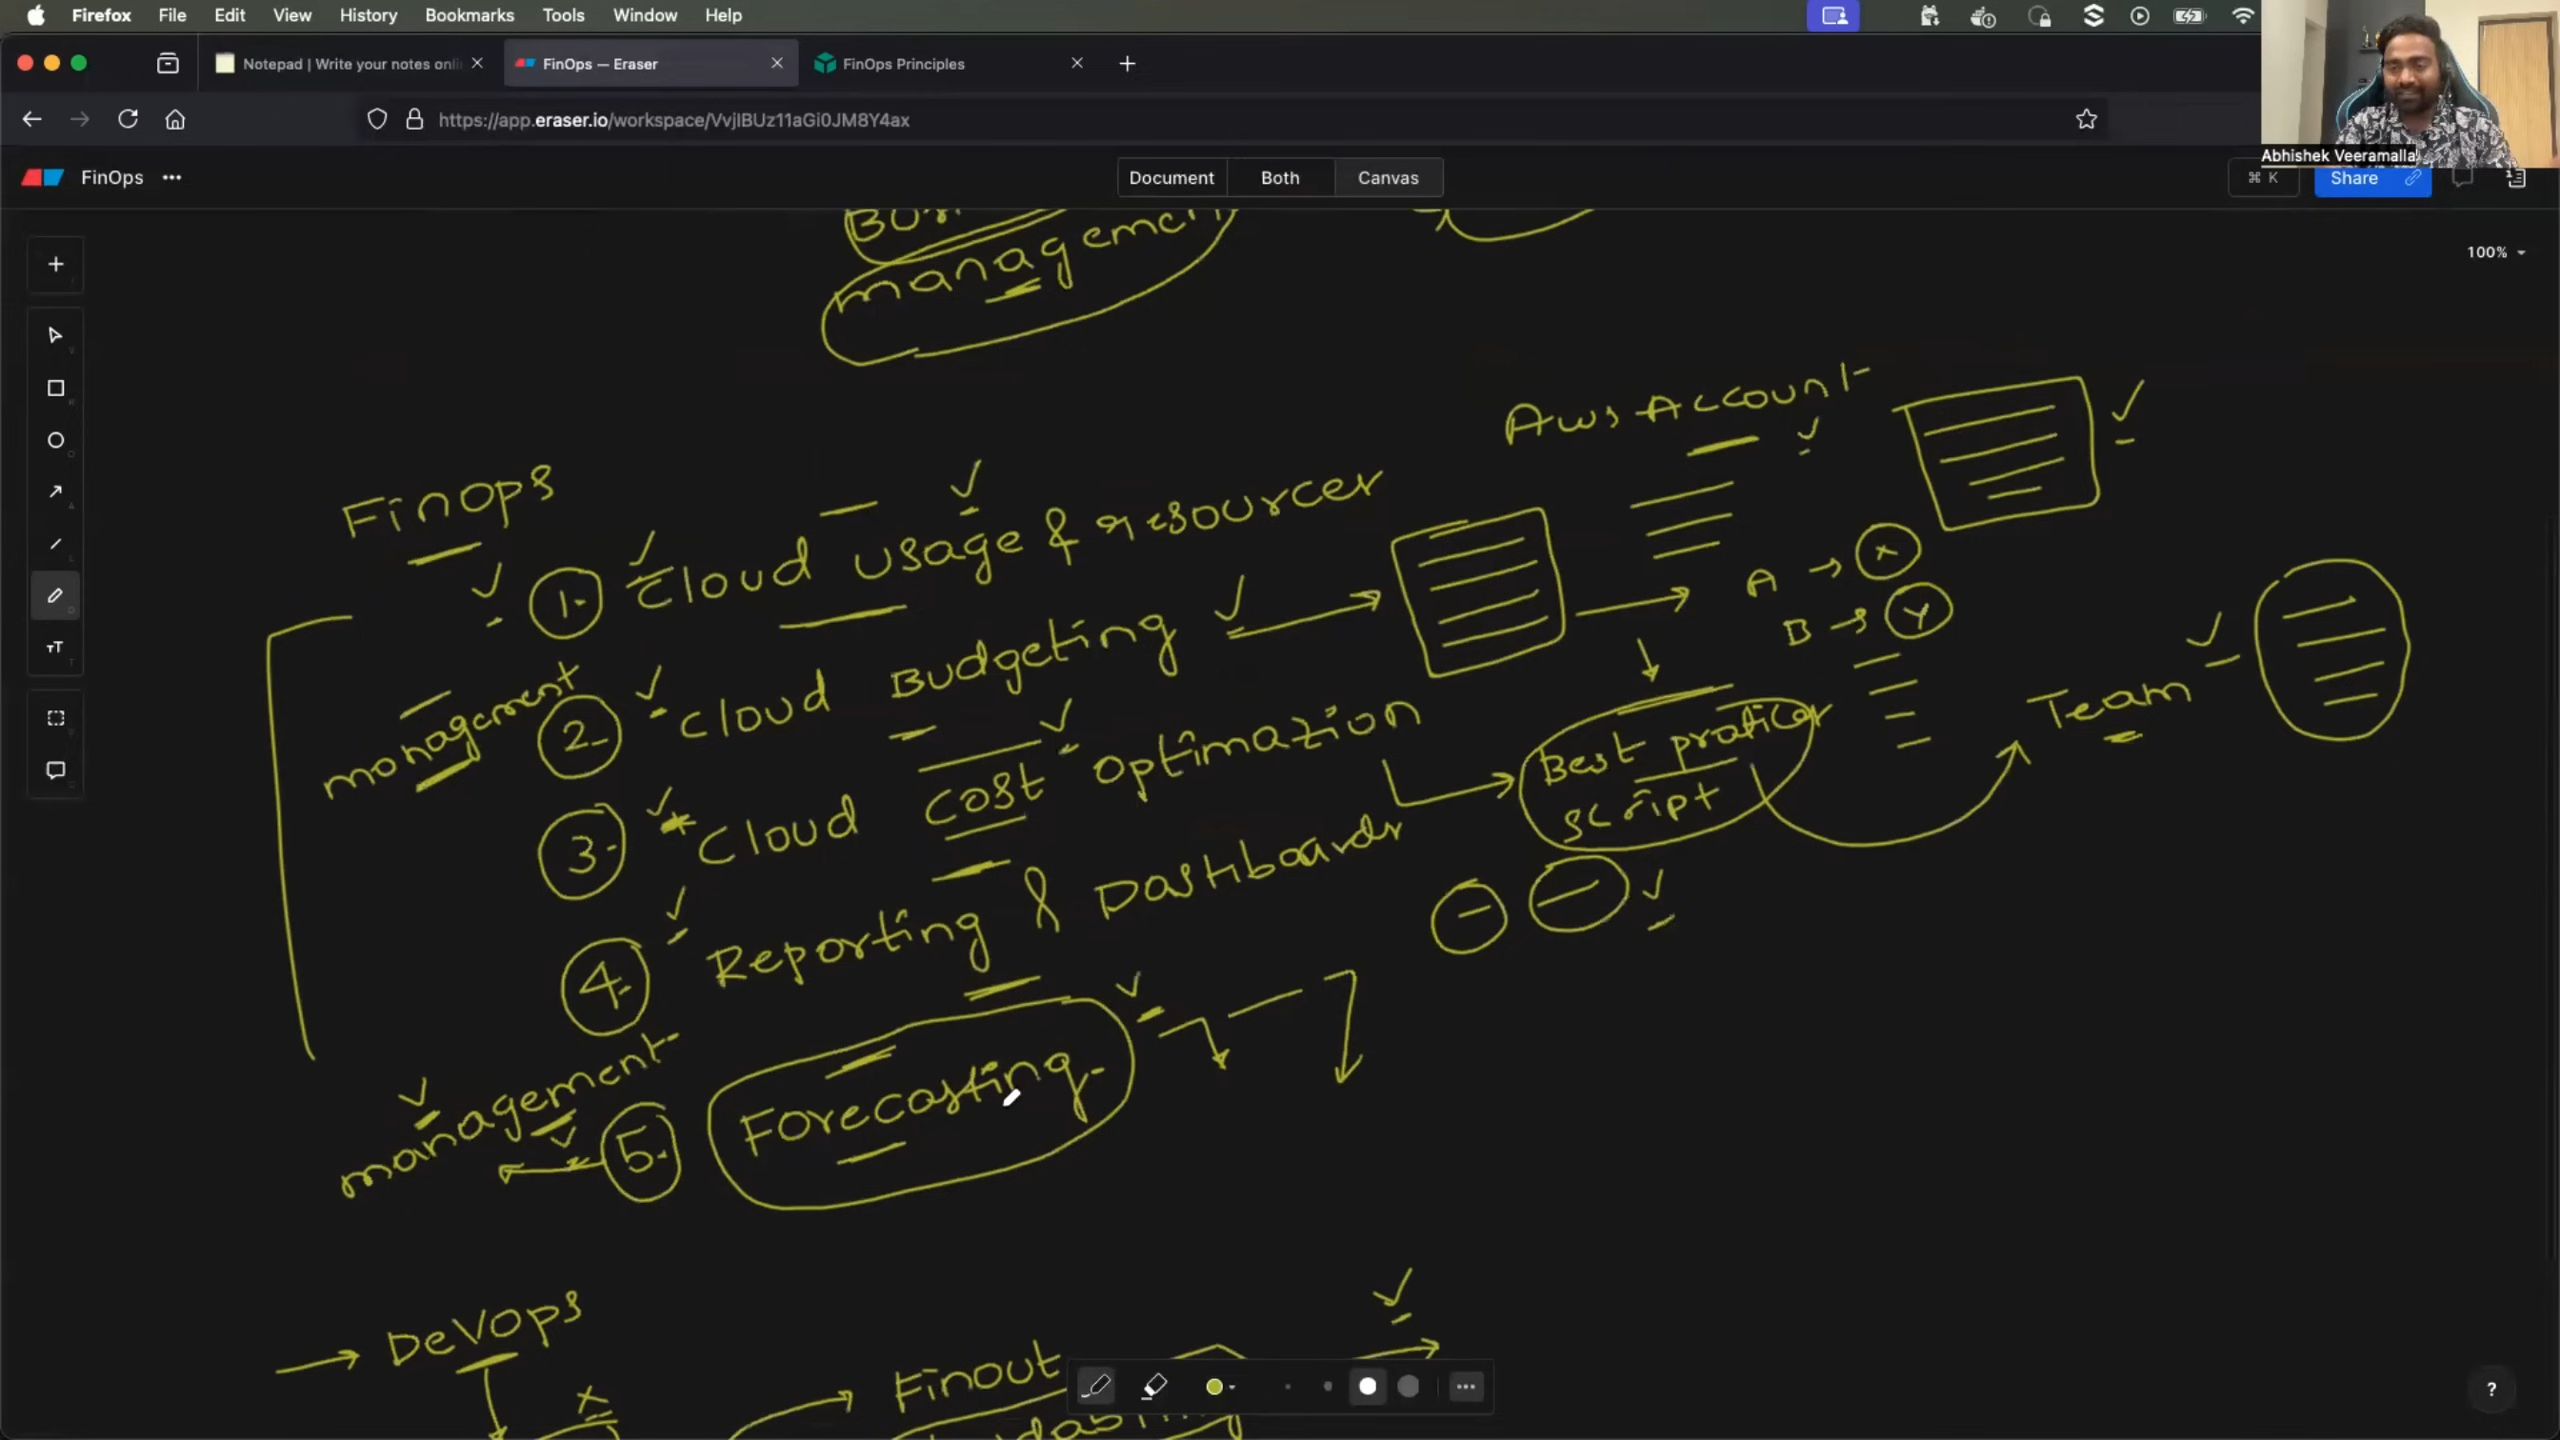 Firefox File Edit View History Bookmarks Tools Window Help
Notepad | Write your notes onli
FinOps — Eraser
FinOps Principles
https://app.eraser.io/workspace/VvjIBUz11aGi0JM8Y4ax
Abhishek Veeramalla
FinOps
Document Both Canvas
⌘ K
Share
100%
management
Aws Account
Finops
1. Cloud usage & resources
A → X
B → Y
management
2. Cloud Budgeting
Team
3. Cloud cost Optimazion
Best pratices
script
4. Reporting & Dashboards
management
5. Forecasting
→ DevOps
x
Finout
?